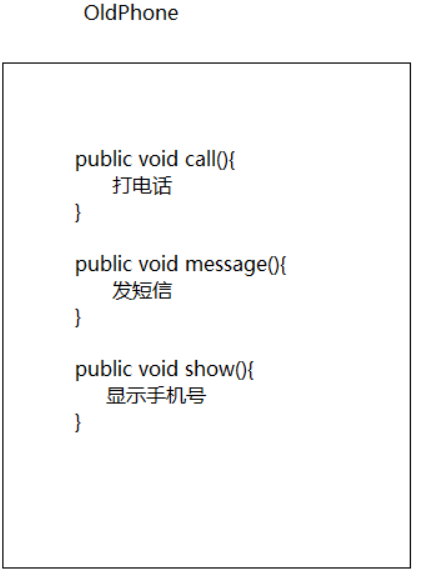 OldPhone
public void call(){
打电话
}
public void message(){
发短信
}
public void show(){
显示手机号
}